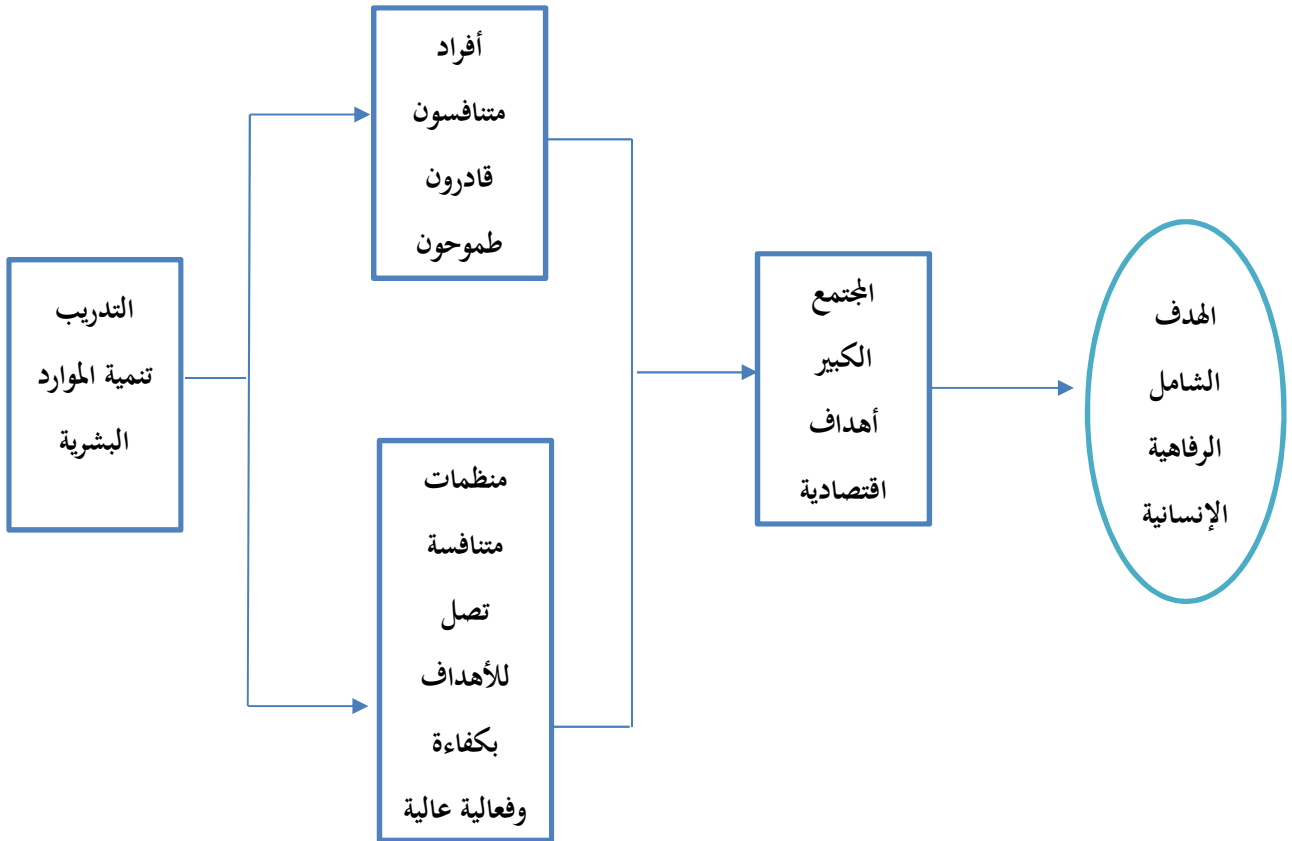 التدريب
تنمية الموارد
البشرية
أفراد
متنافسون
قادرون
طموحون
منظمات
متنافسة
تصل
للأهداف
بكفاءة
وفعالية عالية
المجتمع
الكبير
أهداف
اقتصادية
الهدف
الشامل
الرفاهية
الإنسانية